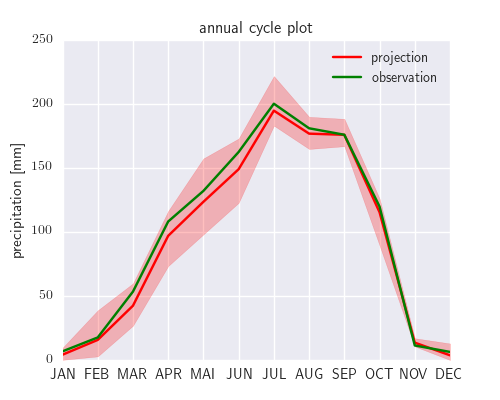 annual cycle plot
projection
observation
precipitation [mm]
250
200
150
100
50
0
JAN FEB MAR APR MAI JUN JUL AUG SEP OCT NOV DEC